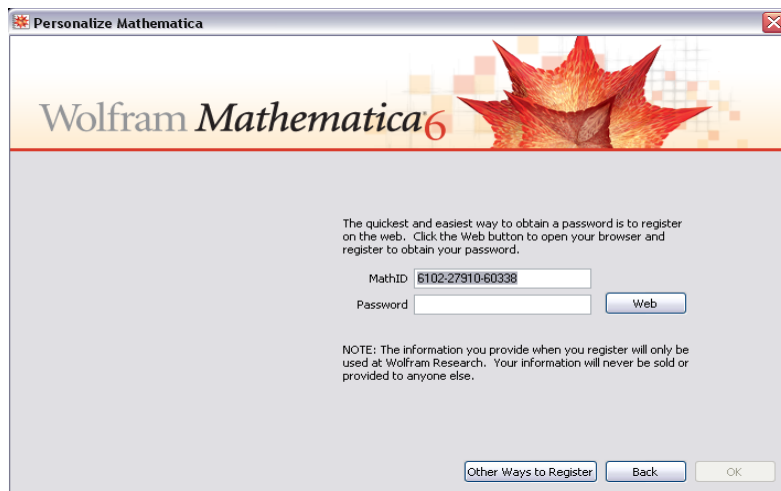 Personalize Mathematica
Wolfram Mathematica 6
The quickest and easiest way to obtain a password is to register
on the web. Click the Web button to open your browser and
register to obtain your password.
MathID 6102-27910-60338
Password Web
NOTE: The information you provide when you register will only be
used at Wolfram Research. Your information will never be sold or
provided to anyone else.
Other Ways to Register Back OK